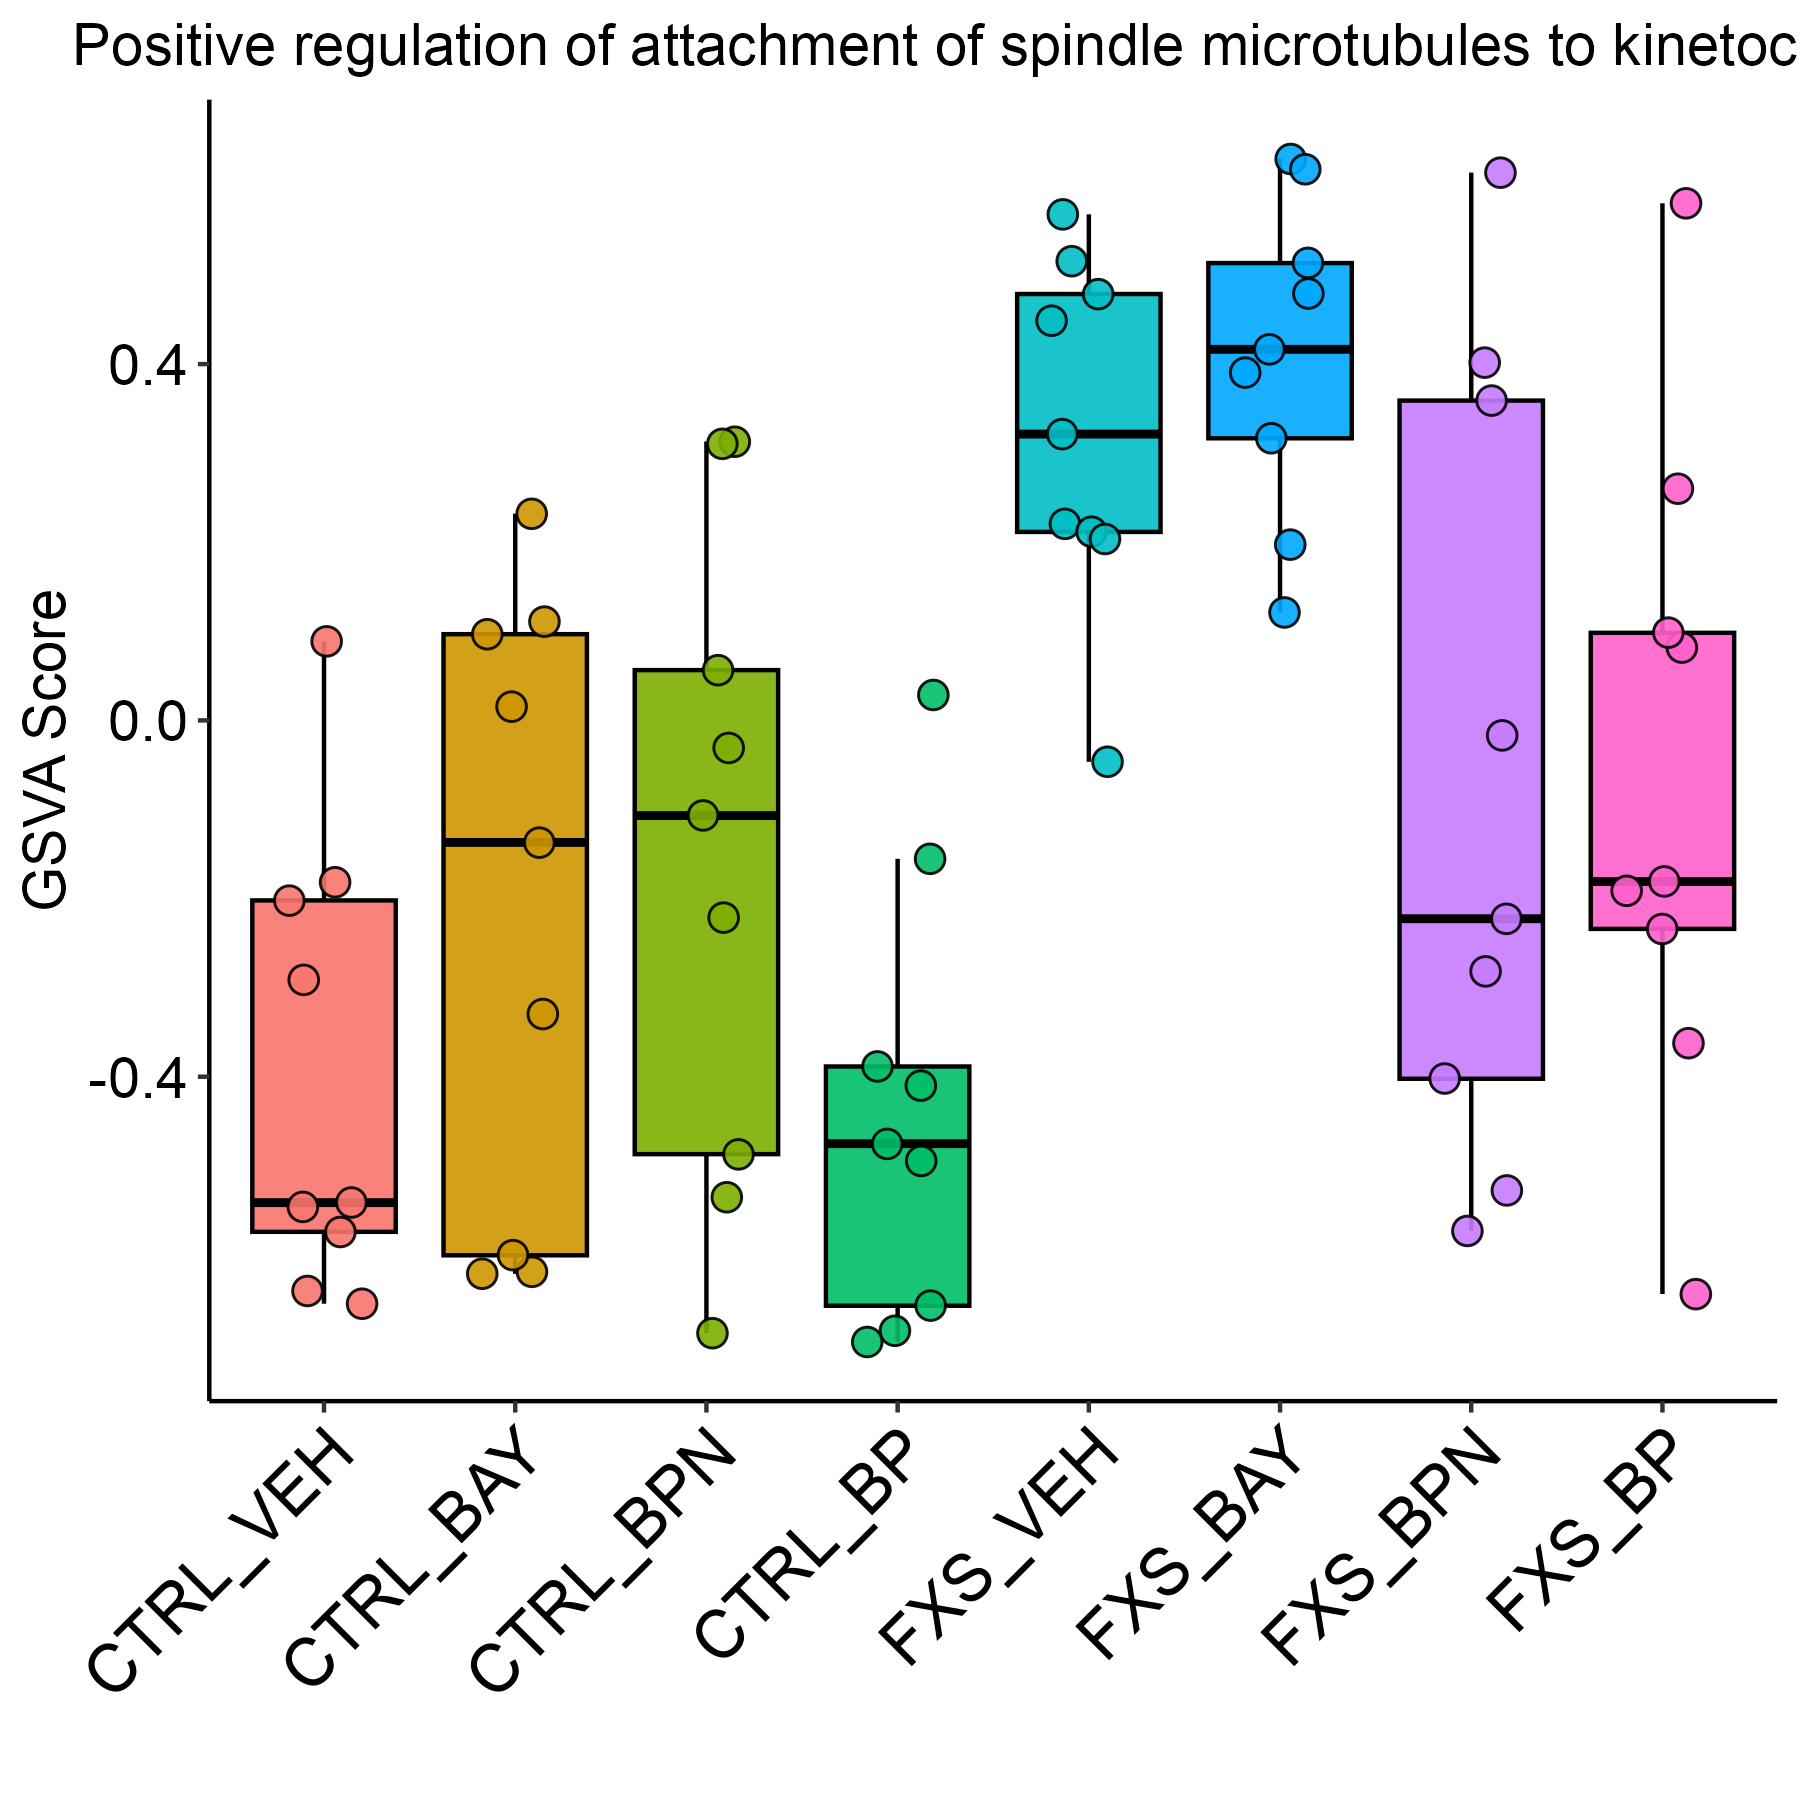 Positive regulation of attachment of spindle microtubules to kinetoc
GSVA Score
0.4
0.0
-0.4
CTRL_VEH
CTRL_BAY
CTRL_BPN
CTRL_BP
FXS_VEH
FXS_BAY
FXS_BPN
FXS_BP